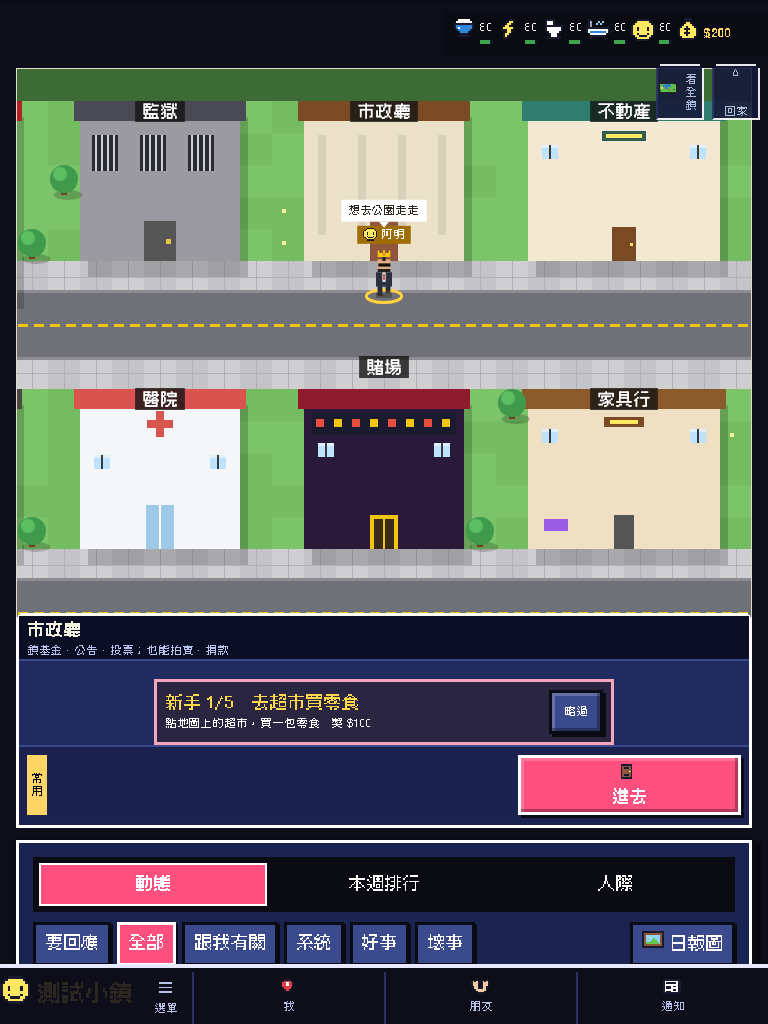 80 80 80 80 80 $200
看全鎮
回家
監獄
市政廳
不動產
想去公園走走
阿明
賭場
醫院
家具行
市政廳
鎮基金 · 公告 · 投票；也能拍賣 · 捐款
新手 1/5 去超市買零食
點地圖上的超市，買一包零食 獎 $100
略過
常用
進去
動態 本週排行 人際
要回應 全部 跟我有關 系統 好事 壞事 日報圖
測試小鎮 選單 我 朋友 通知